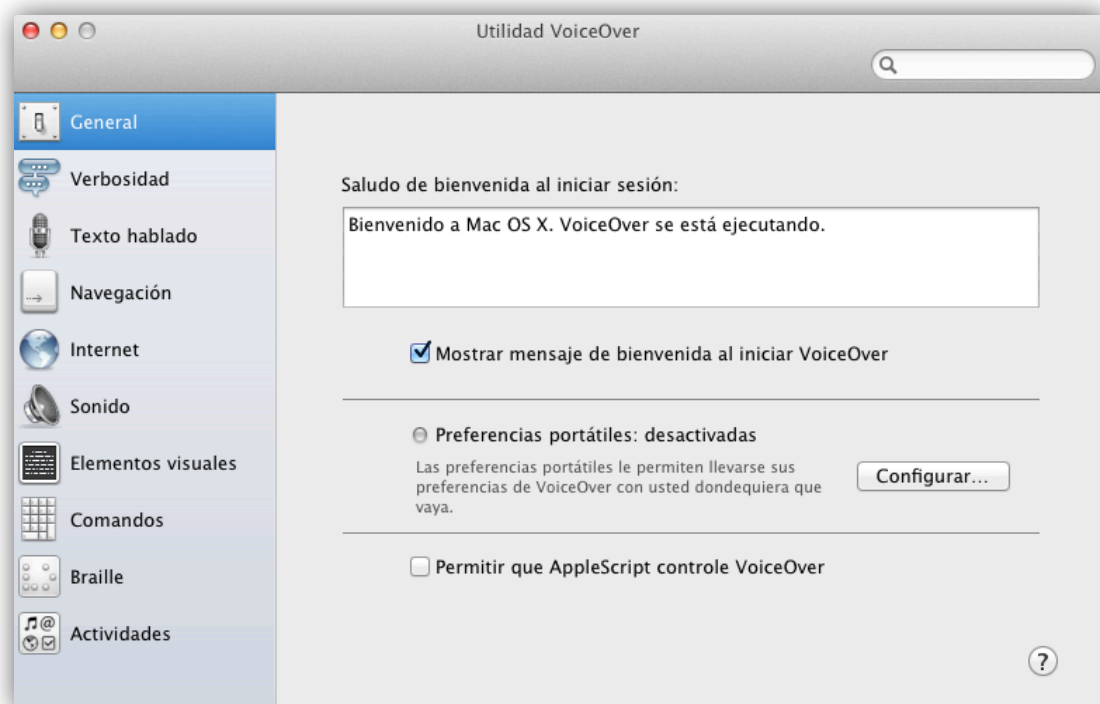 Utilidad VoiceOver
General
Verbosidad
Texto hablado
Navegación
Internet
Sonido
Elementos visuales
Comandos
Braille
Actividades
Saludo de bienvenida al iniciar sesión:
Bienvenido a Mac OS X. VoiceOver se está ejecutando.
Mostrar mensaje de bienvenida al iniciar VoiceOver
Preferencias portátiles: desactivadas
Las preferencias portátiles le permiten llevarse sus
preferencias de VoiceOver con usted dondequiera que
vaya.
Configurar...
Permitir que AppleScript controle VoiceOver
?